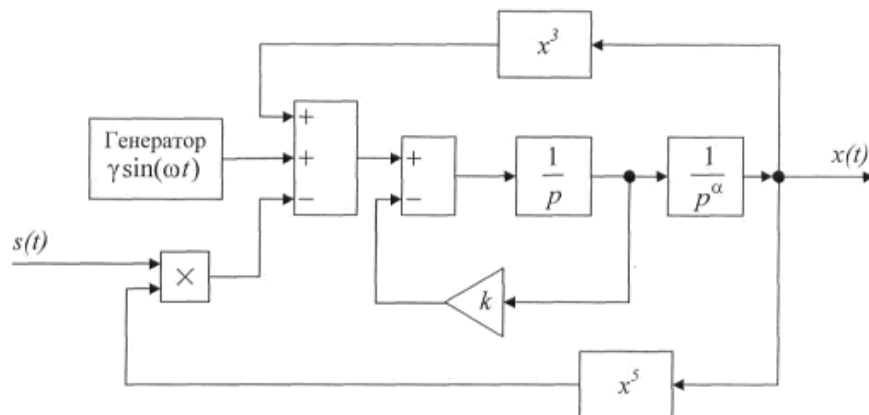 x³
+
+
−
Генератор
γsin(ωt)
+
−
1
p
1
p^α
x(t)
s(t)
×
k
x⁵